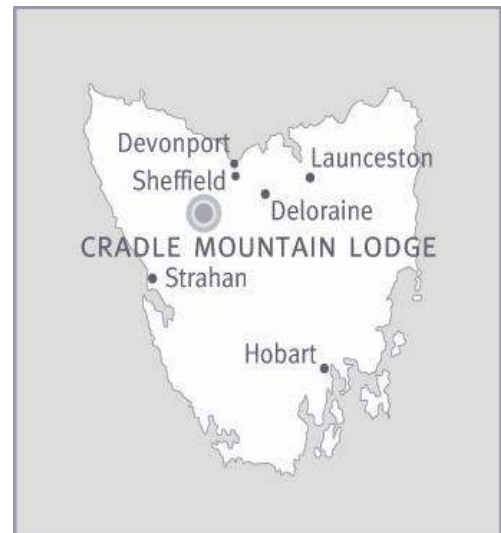 Devonport
Launceston
Sheffield
Deloraine
CRADLE MOUNTAIN LODGE
Strahan
Hobart